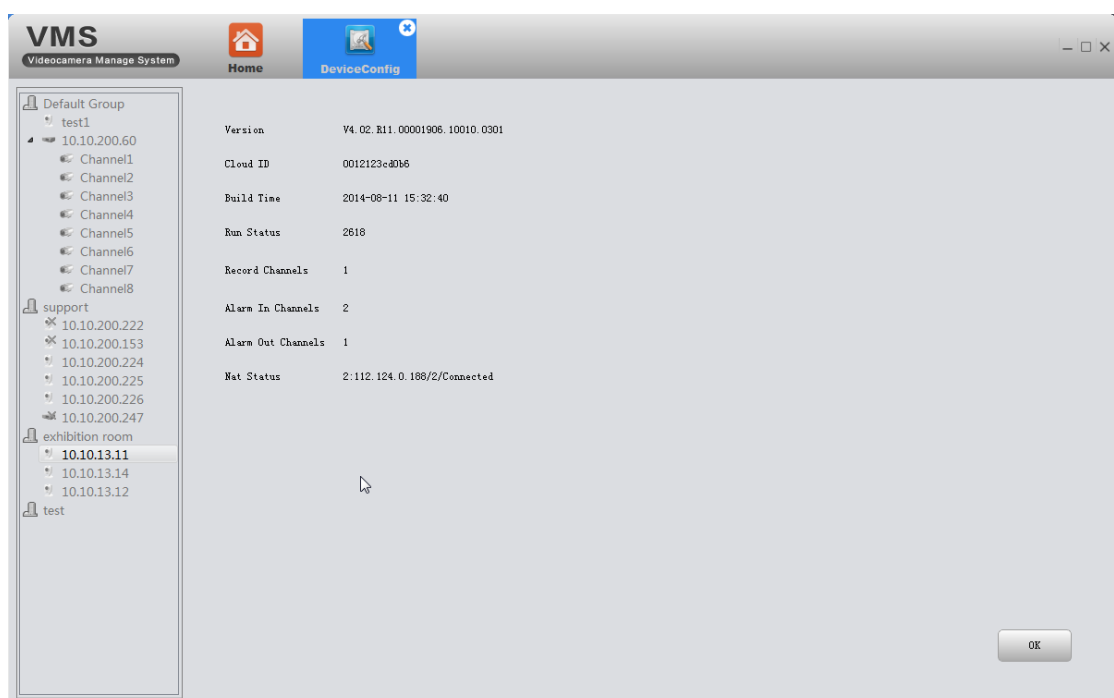 VMS
Videocamera Manage System
Home
DeviceConfig
Default Group
test1
10.10.200.60
Channel1
Channel2
Channel3
Channel4
Channel5
Channel6
Channel7
Channel8
support
10.10.200.222
10.10.200.153
10.10.200.224
10.10.200.225
10.10.200.226
10.10.200.247
exhibition room
10.10.13.11
10.10.13.14
10.10.13.12
test
Version V4.02.R11.00001906.10010.0301
Cloud ID 0012123cd0b6
Build Time 2014-08-11 15:32:40
Run Status 2618
Record Channels 1
Alarm In Channels 2
Alarm Out Channels 1
Nat Status 2:112.124.0.188/2/Connected
OK